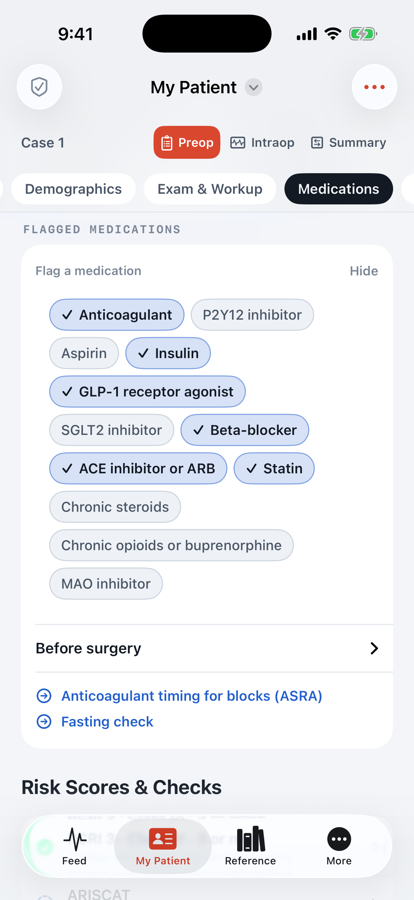 9:41
My Patient
Case 1
Preop
Intraop
Summary
Demographics
Exam & Workup
Medications
FLAGGED MEDICATIONS
Flag a medication
Hide
Anticoagulant
P2Y12 inhibitor
Aspirin
Insulin
GLP-1 receptor agonist
SGLT2 inhibitor
Beta-blocker
ACE inhibitor or ARB
Statin
Chronic steroids
Chronic opioids or buprenorphine
MAO inhibitor
Before surgery
Anticoagulant timing for blocks (ASRA)
Fasting check
Risk Scores & Checks
Feed
My Patient
Reference
More
ARISCAT